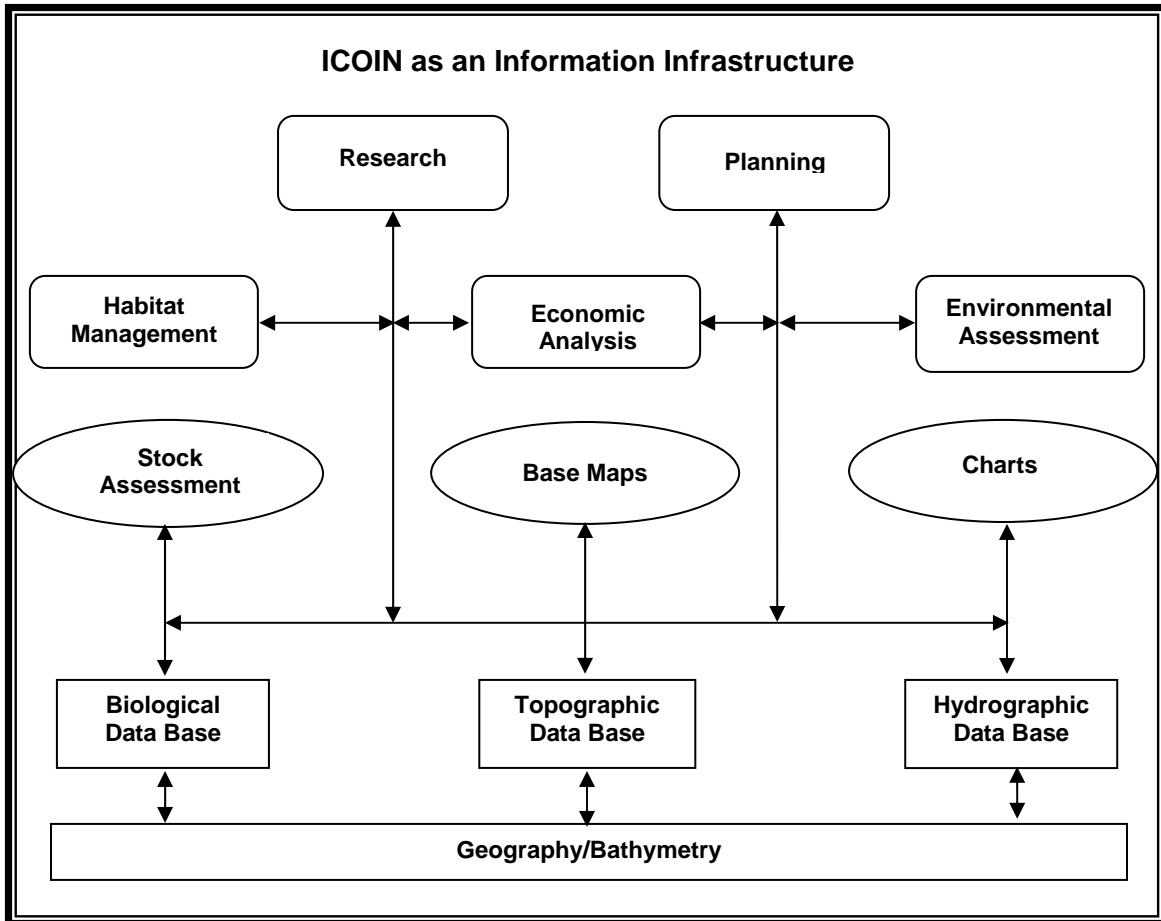 ICOIN as an Information Infrastructure
Research
Planning
Habitat
Management
Economic
Analysis
Environmental
Assessment
Stock
Assessment
Base Maps
Charts
Biological
Data Base
Topographic
Data Base
Hydrographic
Data Base
Geography/Bathymetry